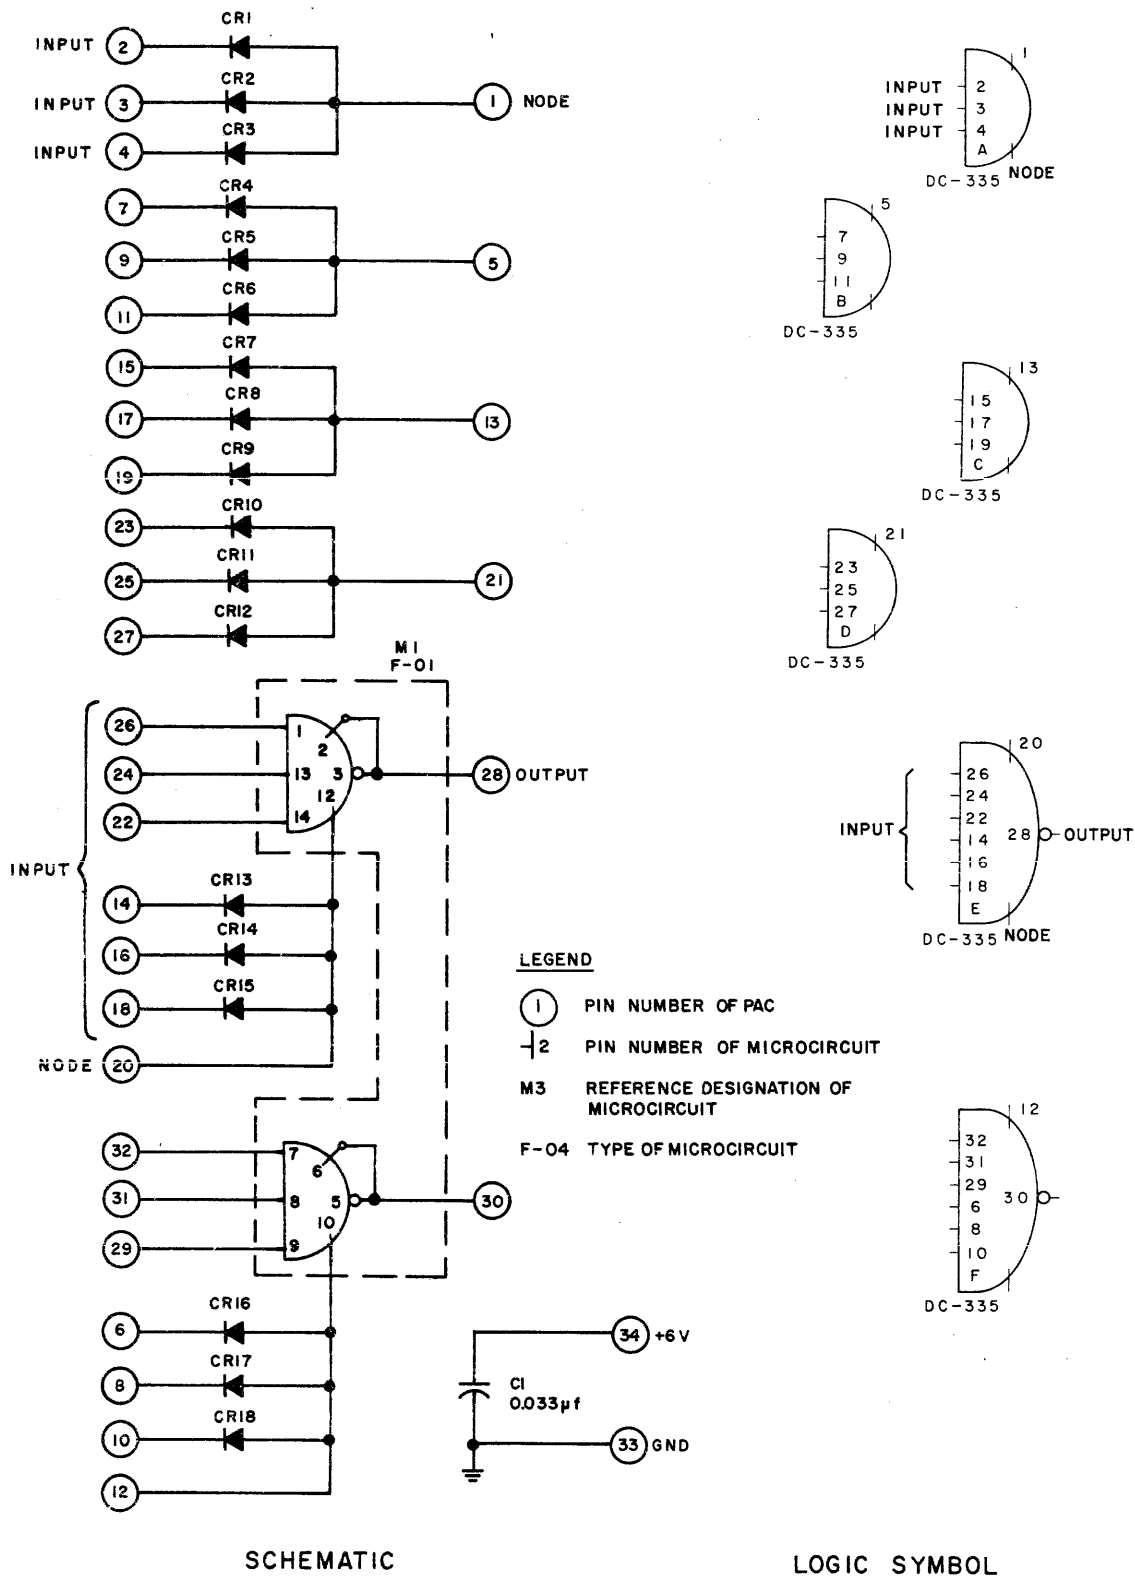 CR1
INPUT 2
CR2
INPUT 3
1 NODE
CR3
INPUT 4
CR4
7
CR5
9
5
CR6
11
CR7
15
CR8
17
13
CR9
19
CR10
23
CR11
25
21
CR12
27
M1
F-01
26
1
2
24
13 3
28 OUTPUT
12
22
14
INPUT
CR13
14
CR14
16
CR15
18
NODE 20
32
7
6
31
8 5
30
10
29
9
CR16
6
CR17
8
CR18
10
12
LEGEND
1 PIN NUMBER OF PAC
2 PIN NUMBER OF MICROCIRCUIT
M3 REFERENCE DESIGNATION OF
MICROCIRCUIT
F-04 TYPE OF MICROCIRCUIT
34 +6V
C1
0.033µf
33 GND
SCHEMATIC
1
INPUT 2
INPUT 3
INPUT 4
A
DC-335 NODE
5
7
9
11
B
DC-335
13
15
17
19
C
DC-335
21
23
25
27
D
DC-335
20
26
24
22
INPUT
14
28 OUTPUT
16
18
E
DC-335 NODE
12
32
31
29
6
30
8
10
F
DC-335
LOGIC SYMBOL